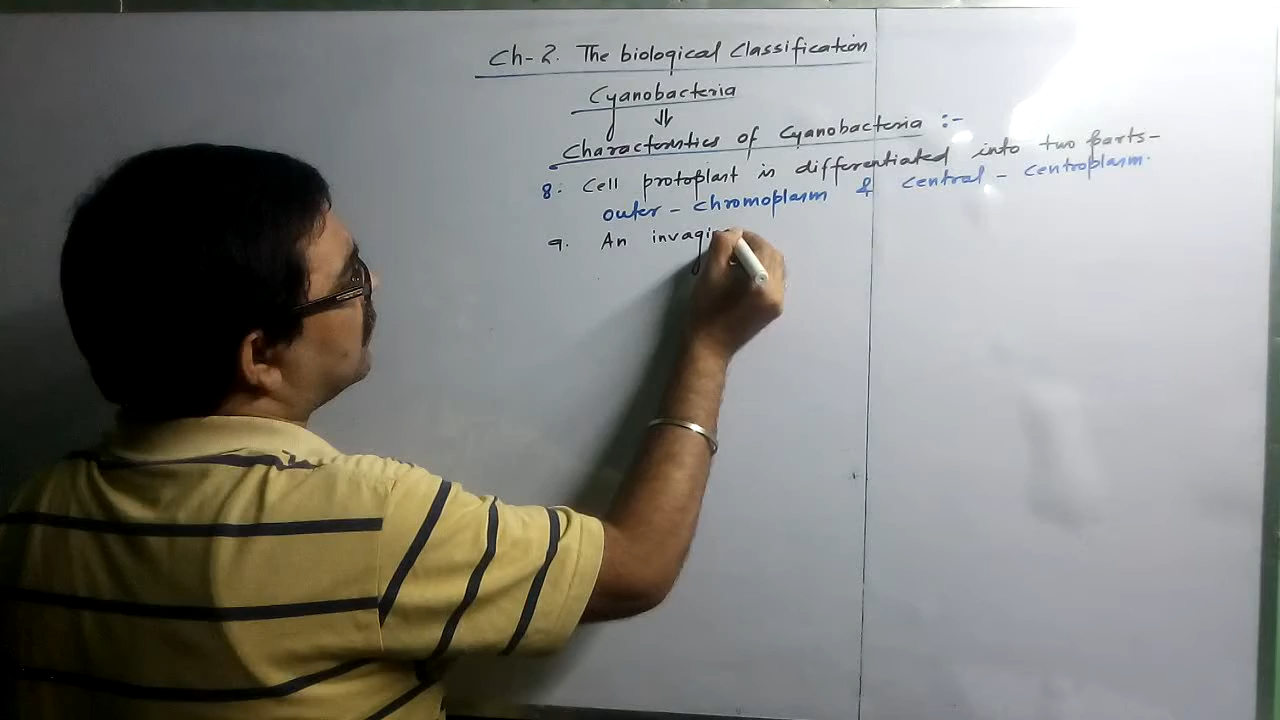 Ch-2. The biological Classification
Cyanobacteria
⇓
Characteristics of Cyanobacteria :-
8. Cell protoplast is differentiated into two parts-
outer - chromoplasm & central - centroplasm.
9. An invagin